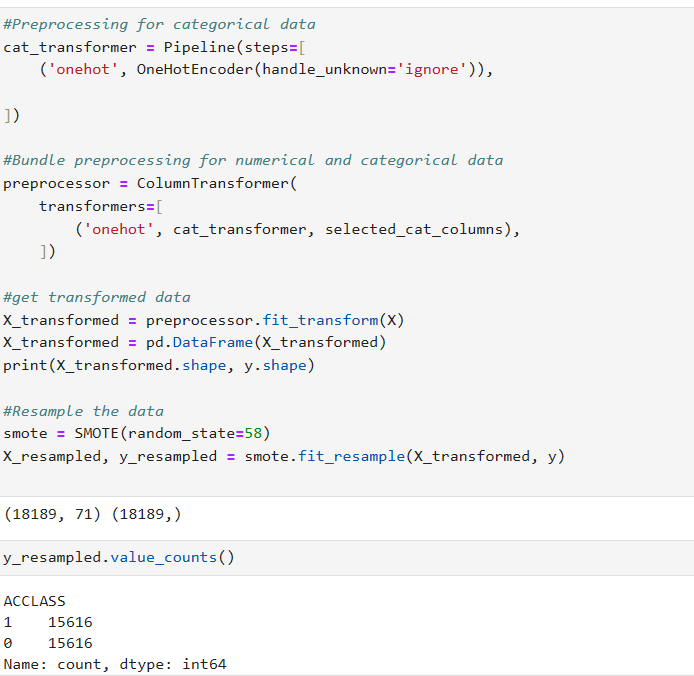 #Preprocessing for categorical data
cat_transformer = Pipeline(steps=[
    ('onehot', OneHotEncoder(handle_unknown='ignore')),
])
#Bundle preprocessing for numerical and categorical data
preprocessor = ColumnTransformer(
    transformers=[
        ('onehot', cat_transformer, selected_cat_columns),
    ])
#get transformed data
X_transformed = preprocessor.fit_transform(X)
X_transformed = pd.DataFrame(X_transformed)
print(X_transformed.shape, y.shape)
#Resample the data
smote = SMOTE(random_state=58)
X_resampled, y_resampled = smote.fit_resample(X_transformed, y)
(18189, 71) (18189,)
y_resampled.value_counts()
ACCLASS
1    15616
0    15616
Name: count, dtype: int64